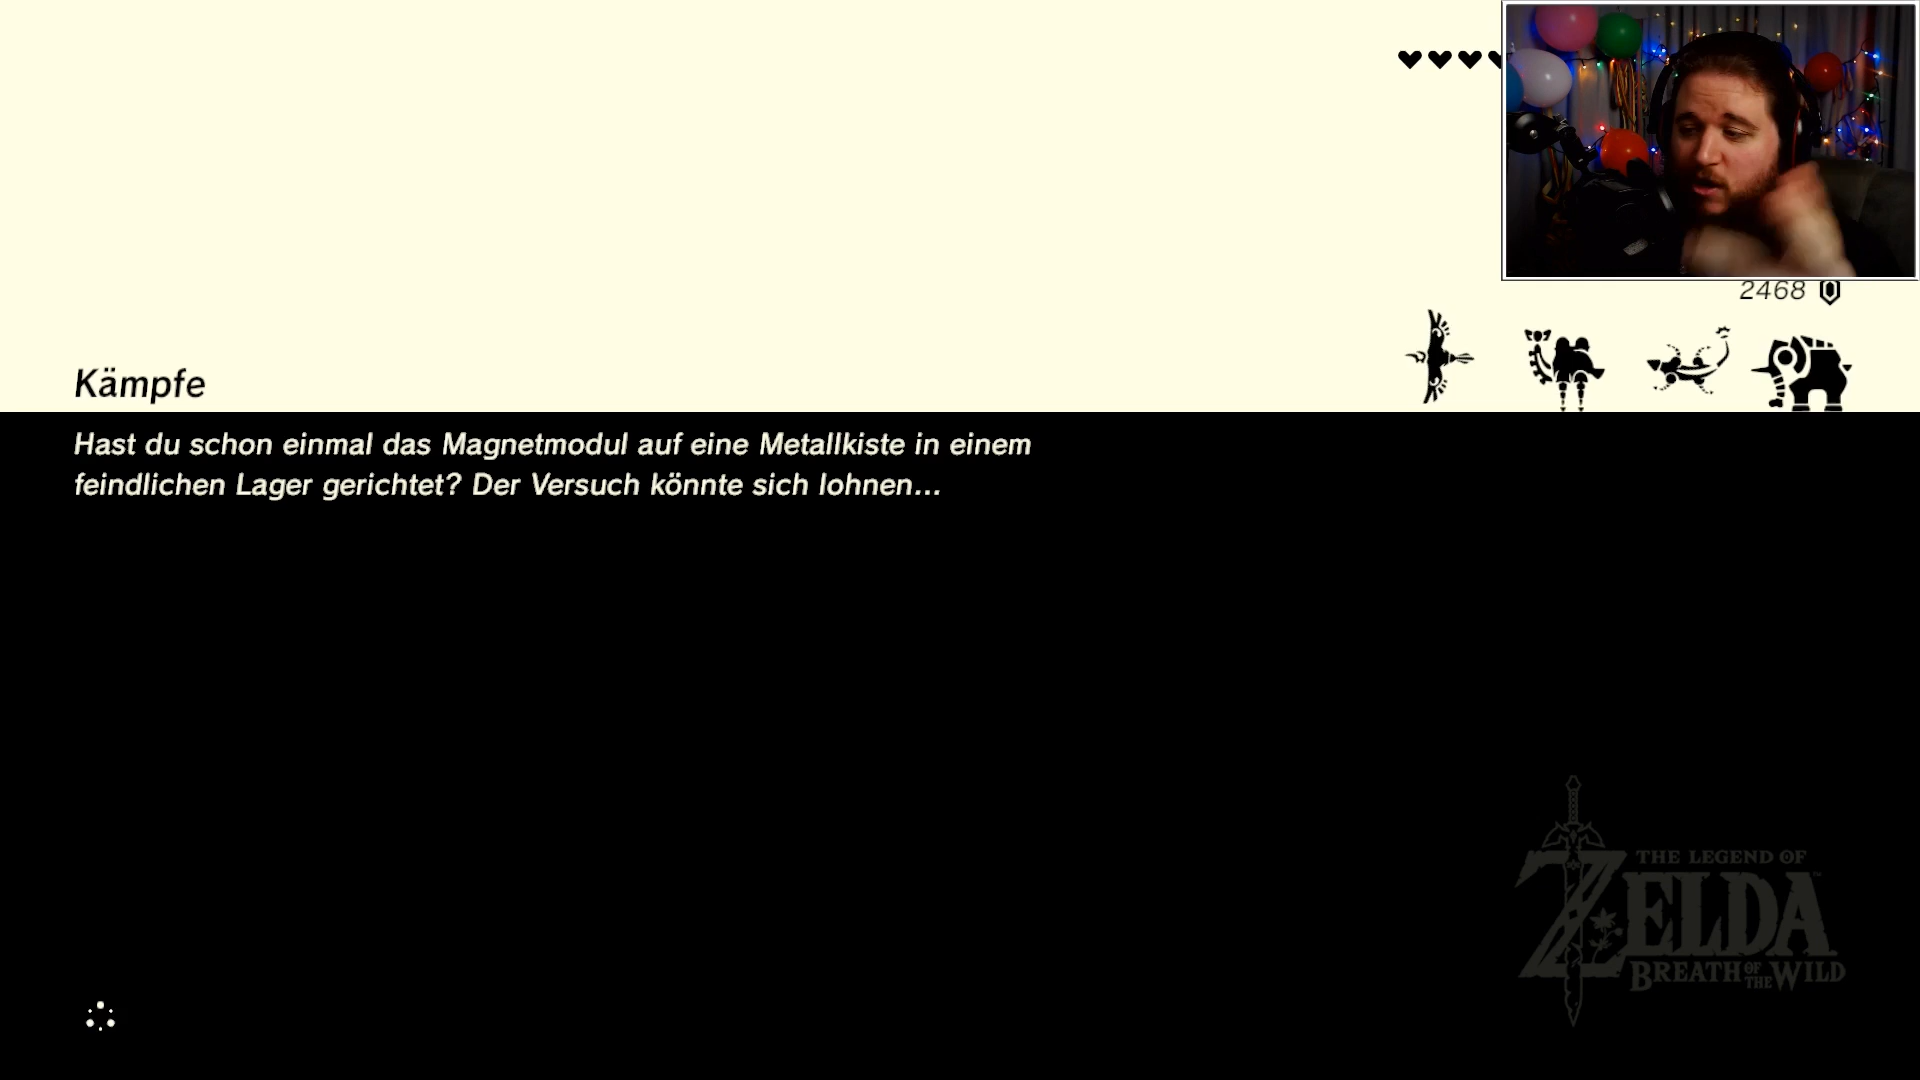 2468
Kämpfe
Hast du schon einmal das Magnetmodul auf eine Metallkiste in einem
feindlichen Lager gerichtet? Der Versuch könnte sich lohnen...
THE LEGEND OF
ZELDA
BREATH OF THE WILD